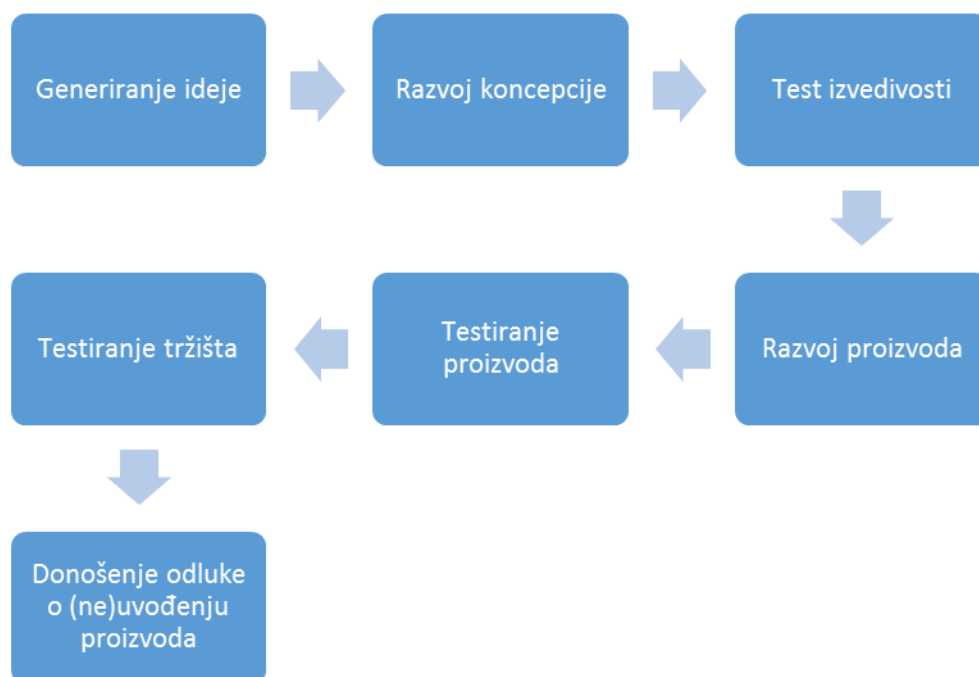 Generiranje ideje
Razvoj koncepcije
Test izvedivosti
Razvoj proizvoda
Testiranje
proizvoda
Testiranje tržišta
Donošenje odluke
o (ne)uvođenju
proizvoda